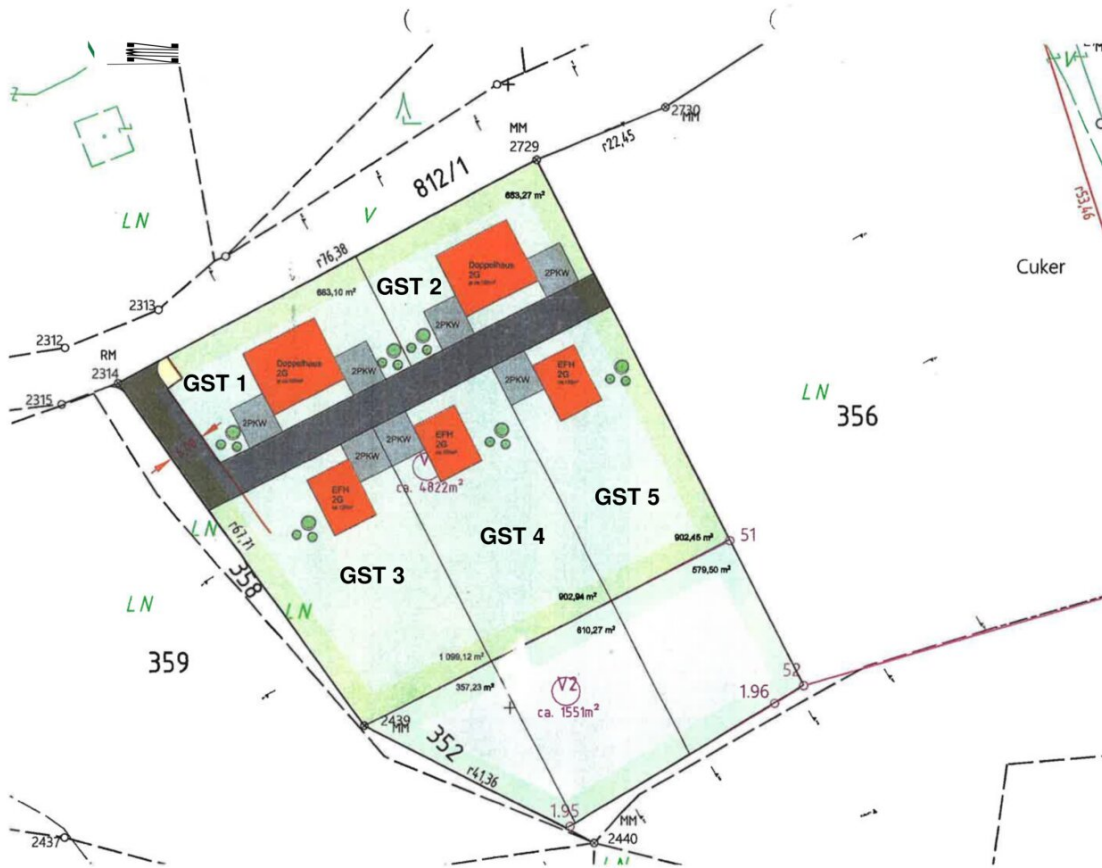 2730
MM
r22,45
MM
2729
812/1
V
LN
r76,38
r53,46
Cuker
683,27 m²
683,10 m²
Doppelhaus
2G
2PKW
GST 2
2PKW
2313
2312
RM
2314
2315
GST 1
Doppelhaus
2G
2PKW
2PKW
2PKW
EFH
2G
LN
356
EFH
2G
2PKW
2PKW
ca. 4822m²
EFH
2G
GST 5
GST 4
GST 3
LN
r67,71
358
LN
LN
359
902,45 m²
51
579,50 m²
902,94 m²
610,27 m²
1 099,12 m²
357,23 m²
V2
ca. 1551m²
52
1.96
2439
MM
352
r41,36
1.95
MM
2440
2437
LN